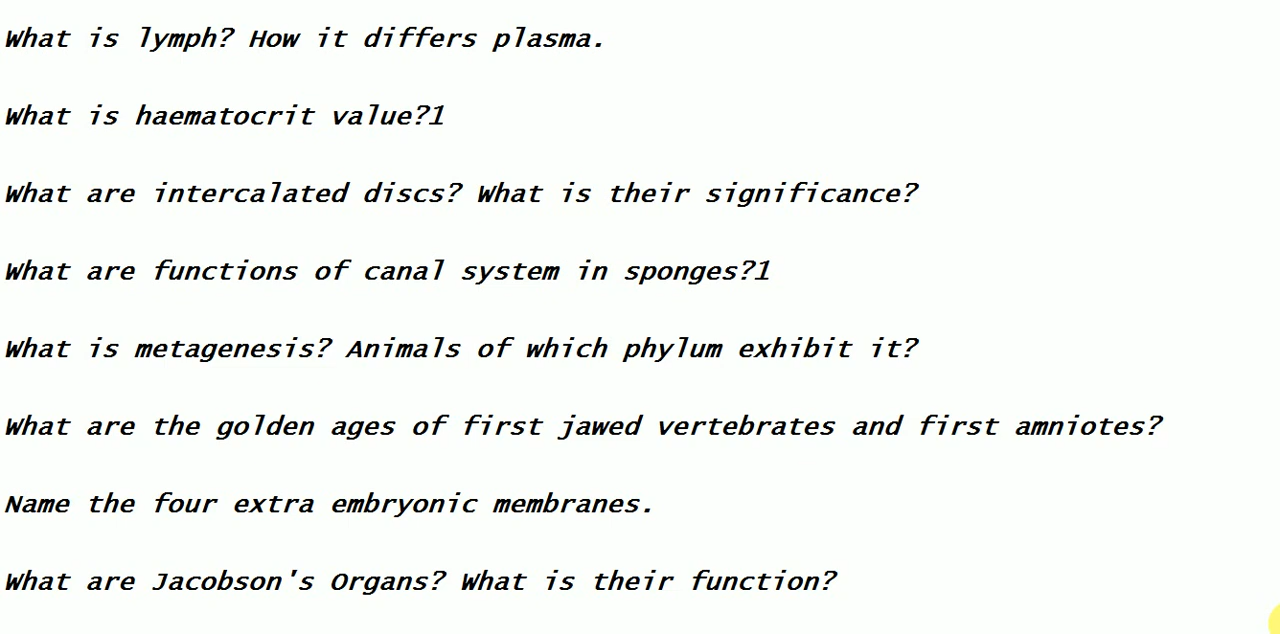 What is lymph? How it differs plasma.
What is haematocrit value?1
What are intercalated discs? What is their significance?
What are functions of canal system in sponges?1
What is metagenesis? Animals of which phylum exhibit it?
What are the golden ages of first jawed vertebrates and first amniotes?
Name the four extra embryonic membranes.
What are Jacobson's Organs? What is their function?